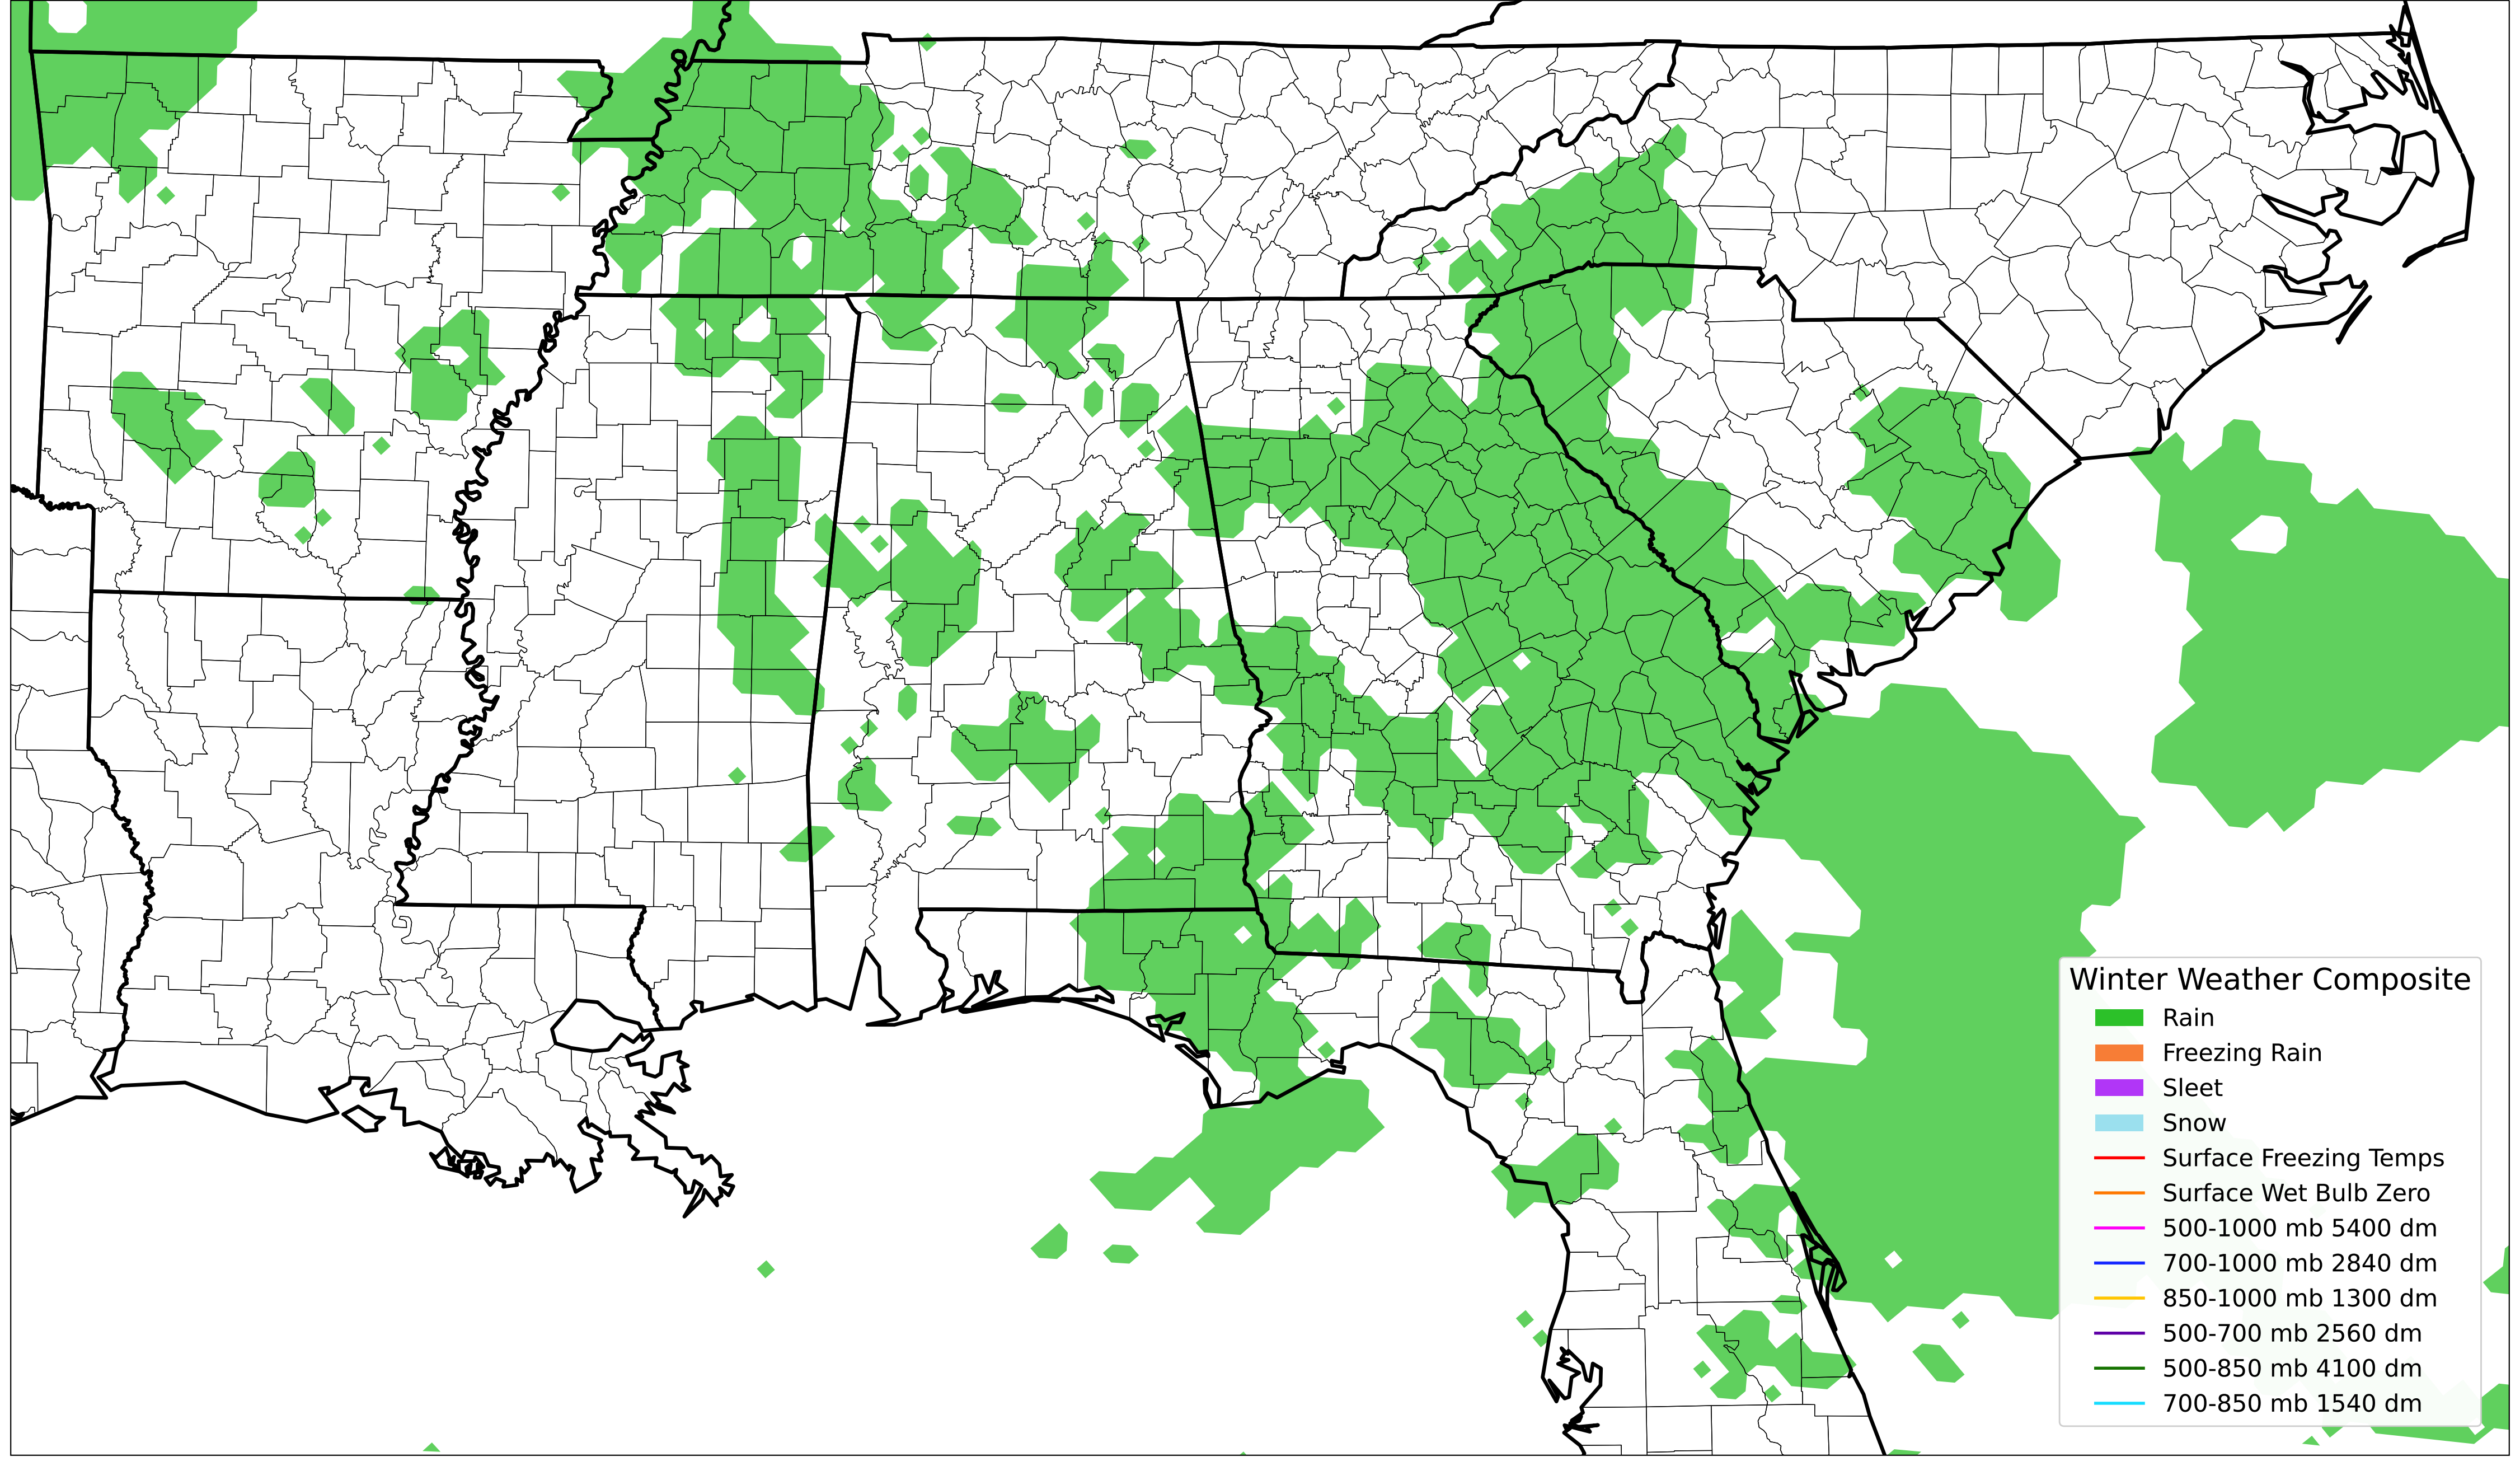 Winter Weather Composite
Rain
Freezing Rain
Sleet
Snow
Surface Freezing Temps
Surface Wet Bulb Zero
500-1000 mb 5400 dm
700-1000 mb 2840 dm
850-1000 mb 1300 dm
500-700 mb 2560 dm
500-850 mb 4100 dm
700-850 mb 1540 dm